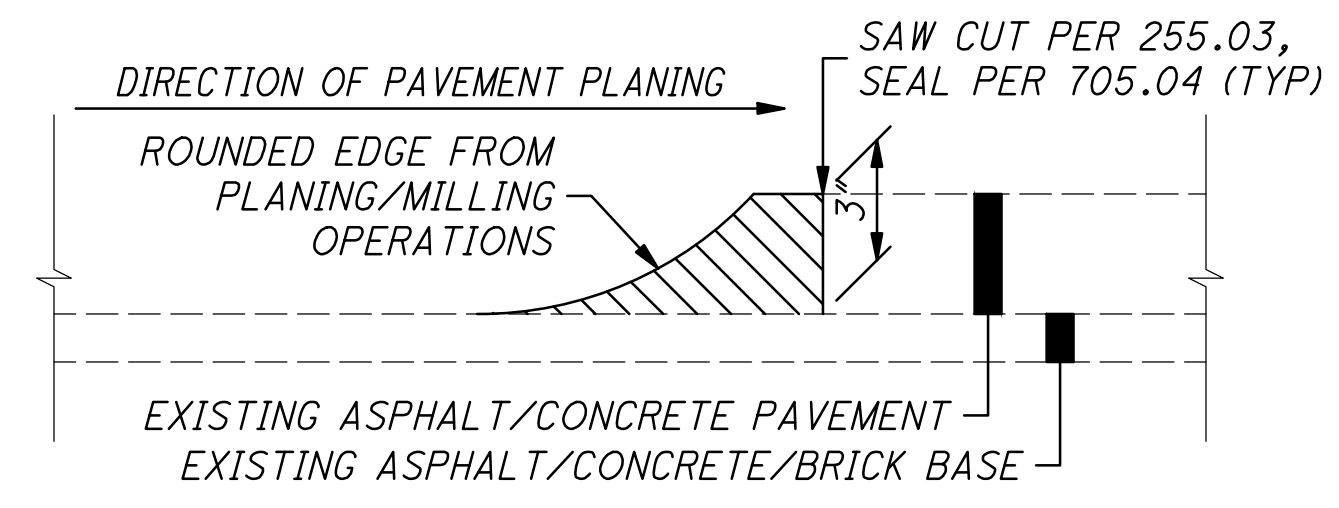 SAW CUT PER 255.03,
SEAL PER 705.04 (TYP)
DIRECTION OF PAVEMENT PLANING
ROUNDED EDGE FROM
PLANING/MILLING
OPERATIONS
3"
EXISTING ASPHALT/CONCRETE PAVEMENT
EXISTING ASPHALT/CONCRETE/BRICK BASE